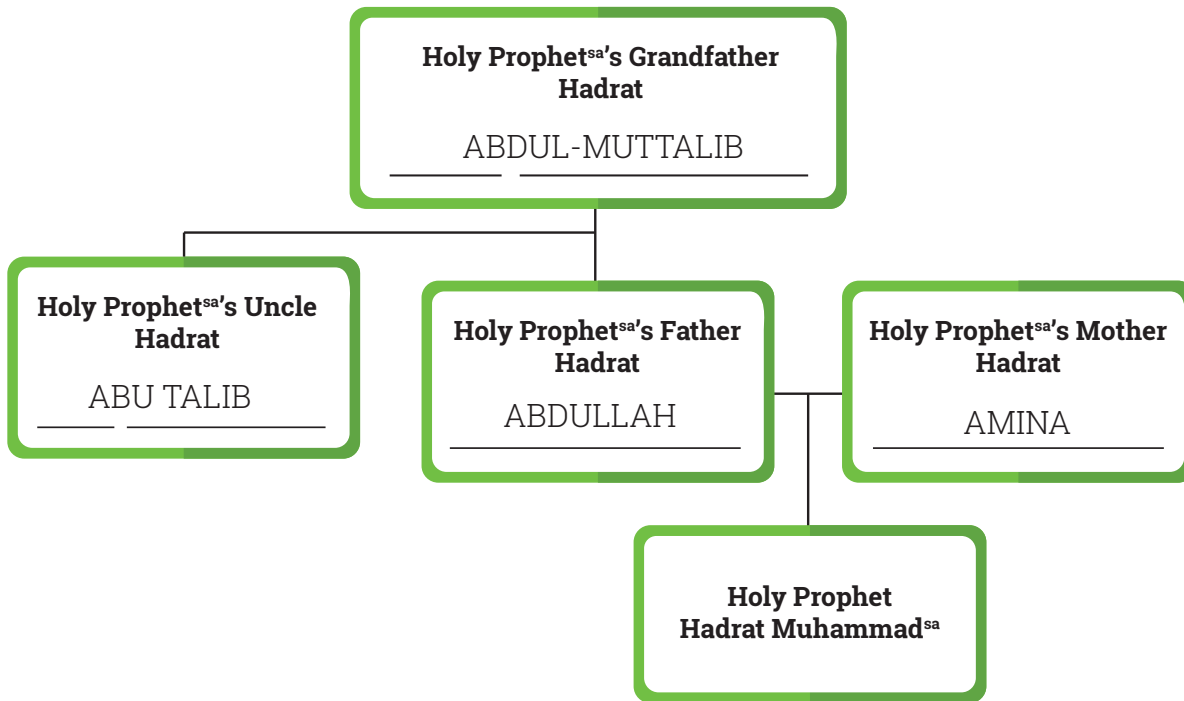 Holy Prophetsa's Grandfather
Hadrat
ABDUL-MUTTALIB
Holy Prophetsa's Uncle
Hadrat
ABU TALIB
Holy Prophetsa's Father
Hadrat
ABDULLAH
Holy Prophetsa's Mother
Hadrat
AMINA
Holy Prophet
Hadrat Muhammadsa